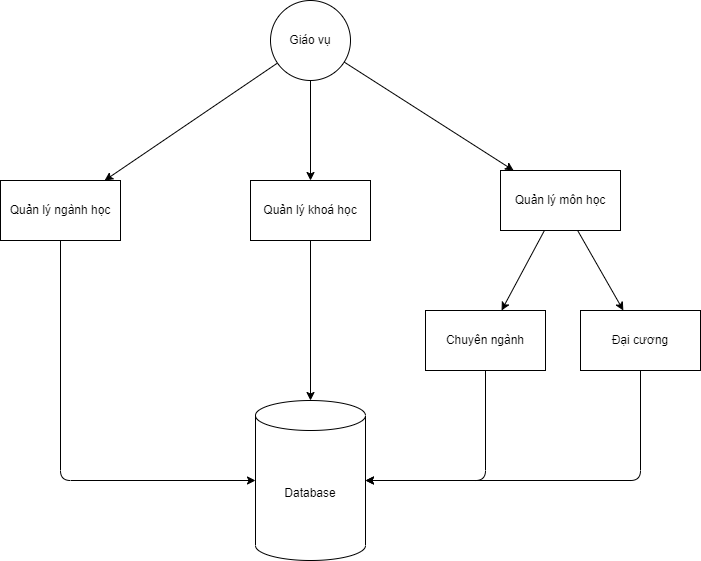 Giáo vụ
Quản lý ngành học
Quản lý khoá học
Quản lý môn học
Chuyên ngành
Đại cương
Database